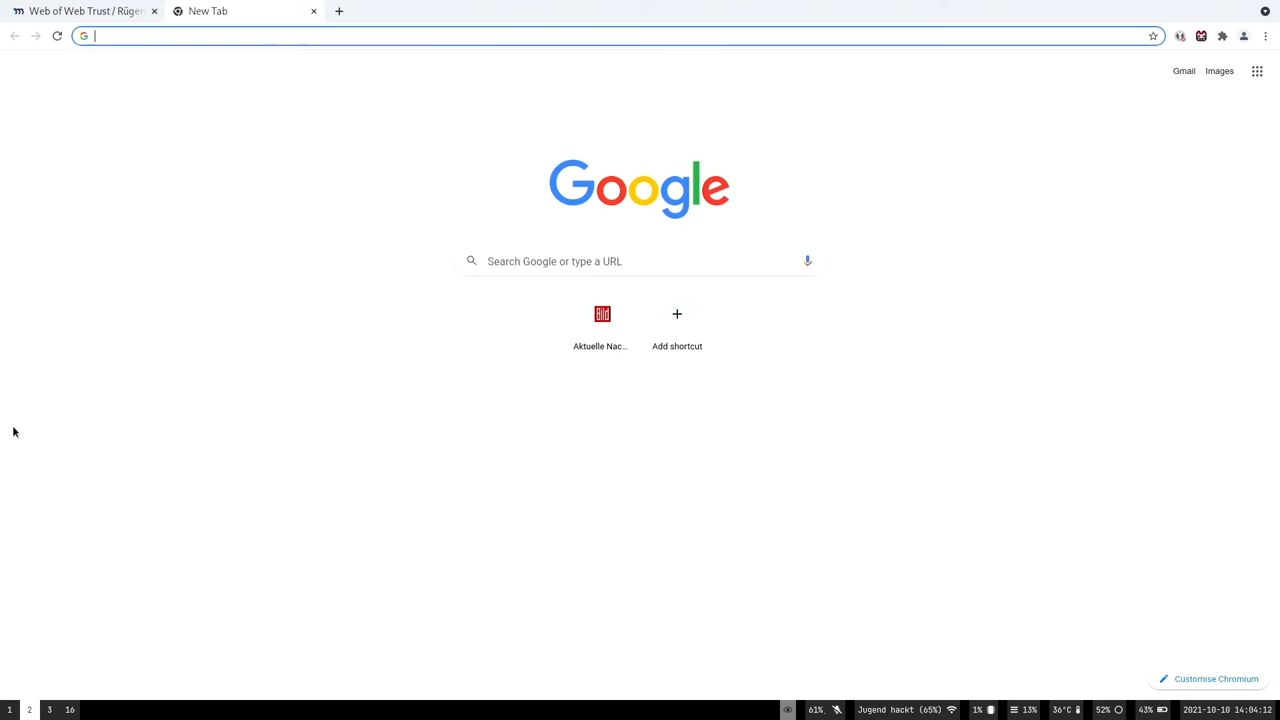 Web of Web Trust / Rügen
New Tab
Gmail Images
Google
Search Google or type a URL
Bild
Aktuelle Nac...
Add shortcut
Customise Chromium
1 2 3 16
61% Jugend hackt (65%) 1% 13% 36°C 52% 43% 2021-10-10 14:04:12